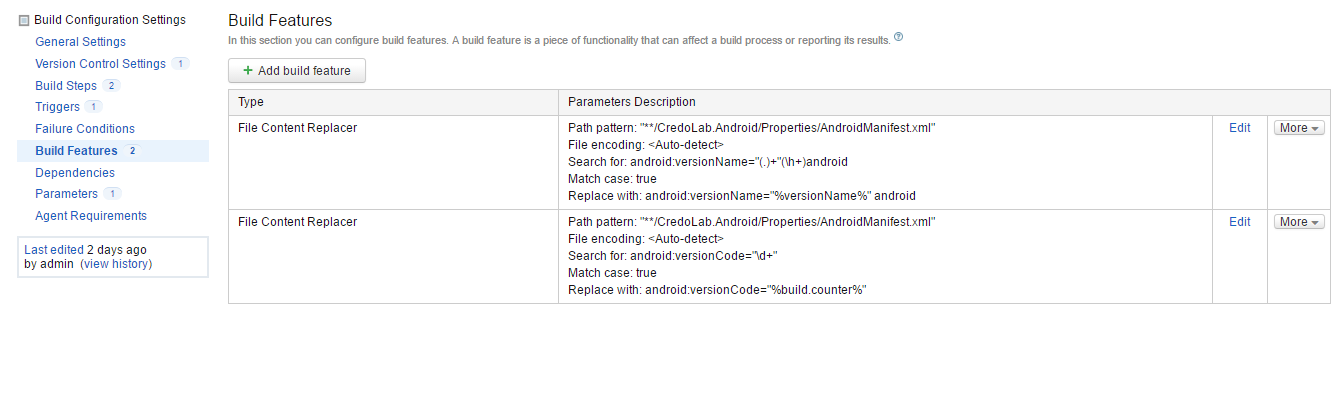 Build Configuration Settings
General Settings
Version Control Settings 1
Build Steps 2
Triggers 1
Failure Conditions
Build Features 2
Dependencies
Parameters 1
Agent Requirements
Last edited 2 days ago
by admin (view history)
Build Features
In this section you can configure build features. A build feature is a piece of functionality that can affect a build process or reporting its results. ?
+ Add build feature
Type Parameters Description
File Content Replacer Path pattern: "**/CredoLab.Android/Properties/AndroidManifest.xml" Edit More
File encoding: <Auto-detect>
Search for: android:versionName="(.)+"(\h+)android
Match case: true
Replace with: android:versionName="%versionName%" android
File Content Replacer Path pattern: "**/CredoLab.Android/Properties/AndroidManifest.xml" Edit More
File encoding: <Auto-detect>
Search for: android:versionCode="\d+"
Match case: true
Replace with: android:versionCode="%build.counter%"